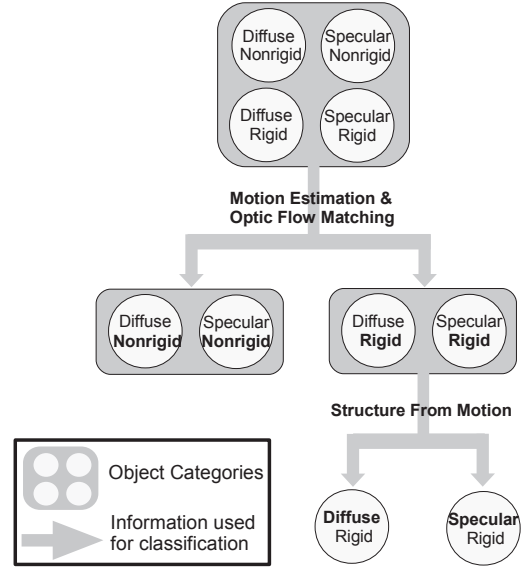 Diffuse
Nonrigid
Specular
Nonrigid
Diffuse
Rigid
Specular
Rigid
Motion Estimation &
Optic Flow Matching
Diffuse
Nonrigid
Specular
Nonrigid
Diffuse
Rigid
Specular
Rigid
Structure From Motion
Diffuse
Rigid
Specular
Rigid
Object Categories
Information used
for classification